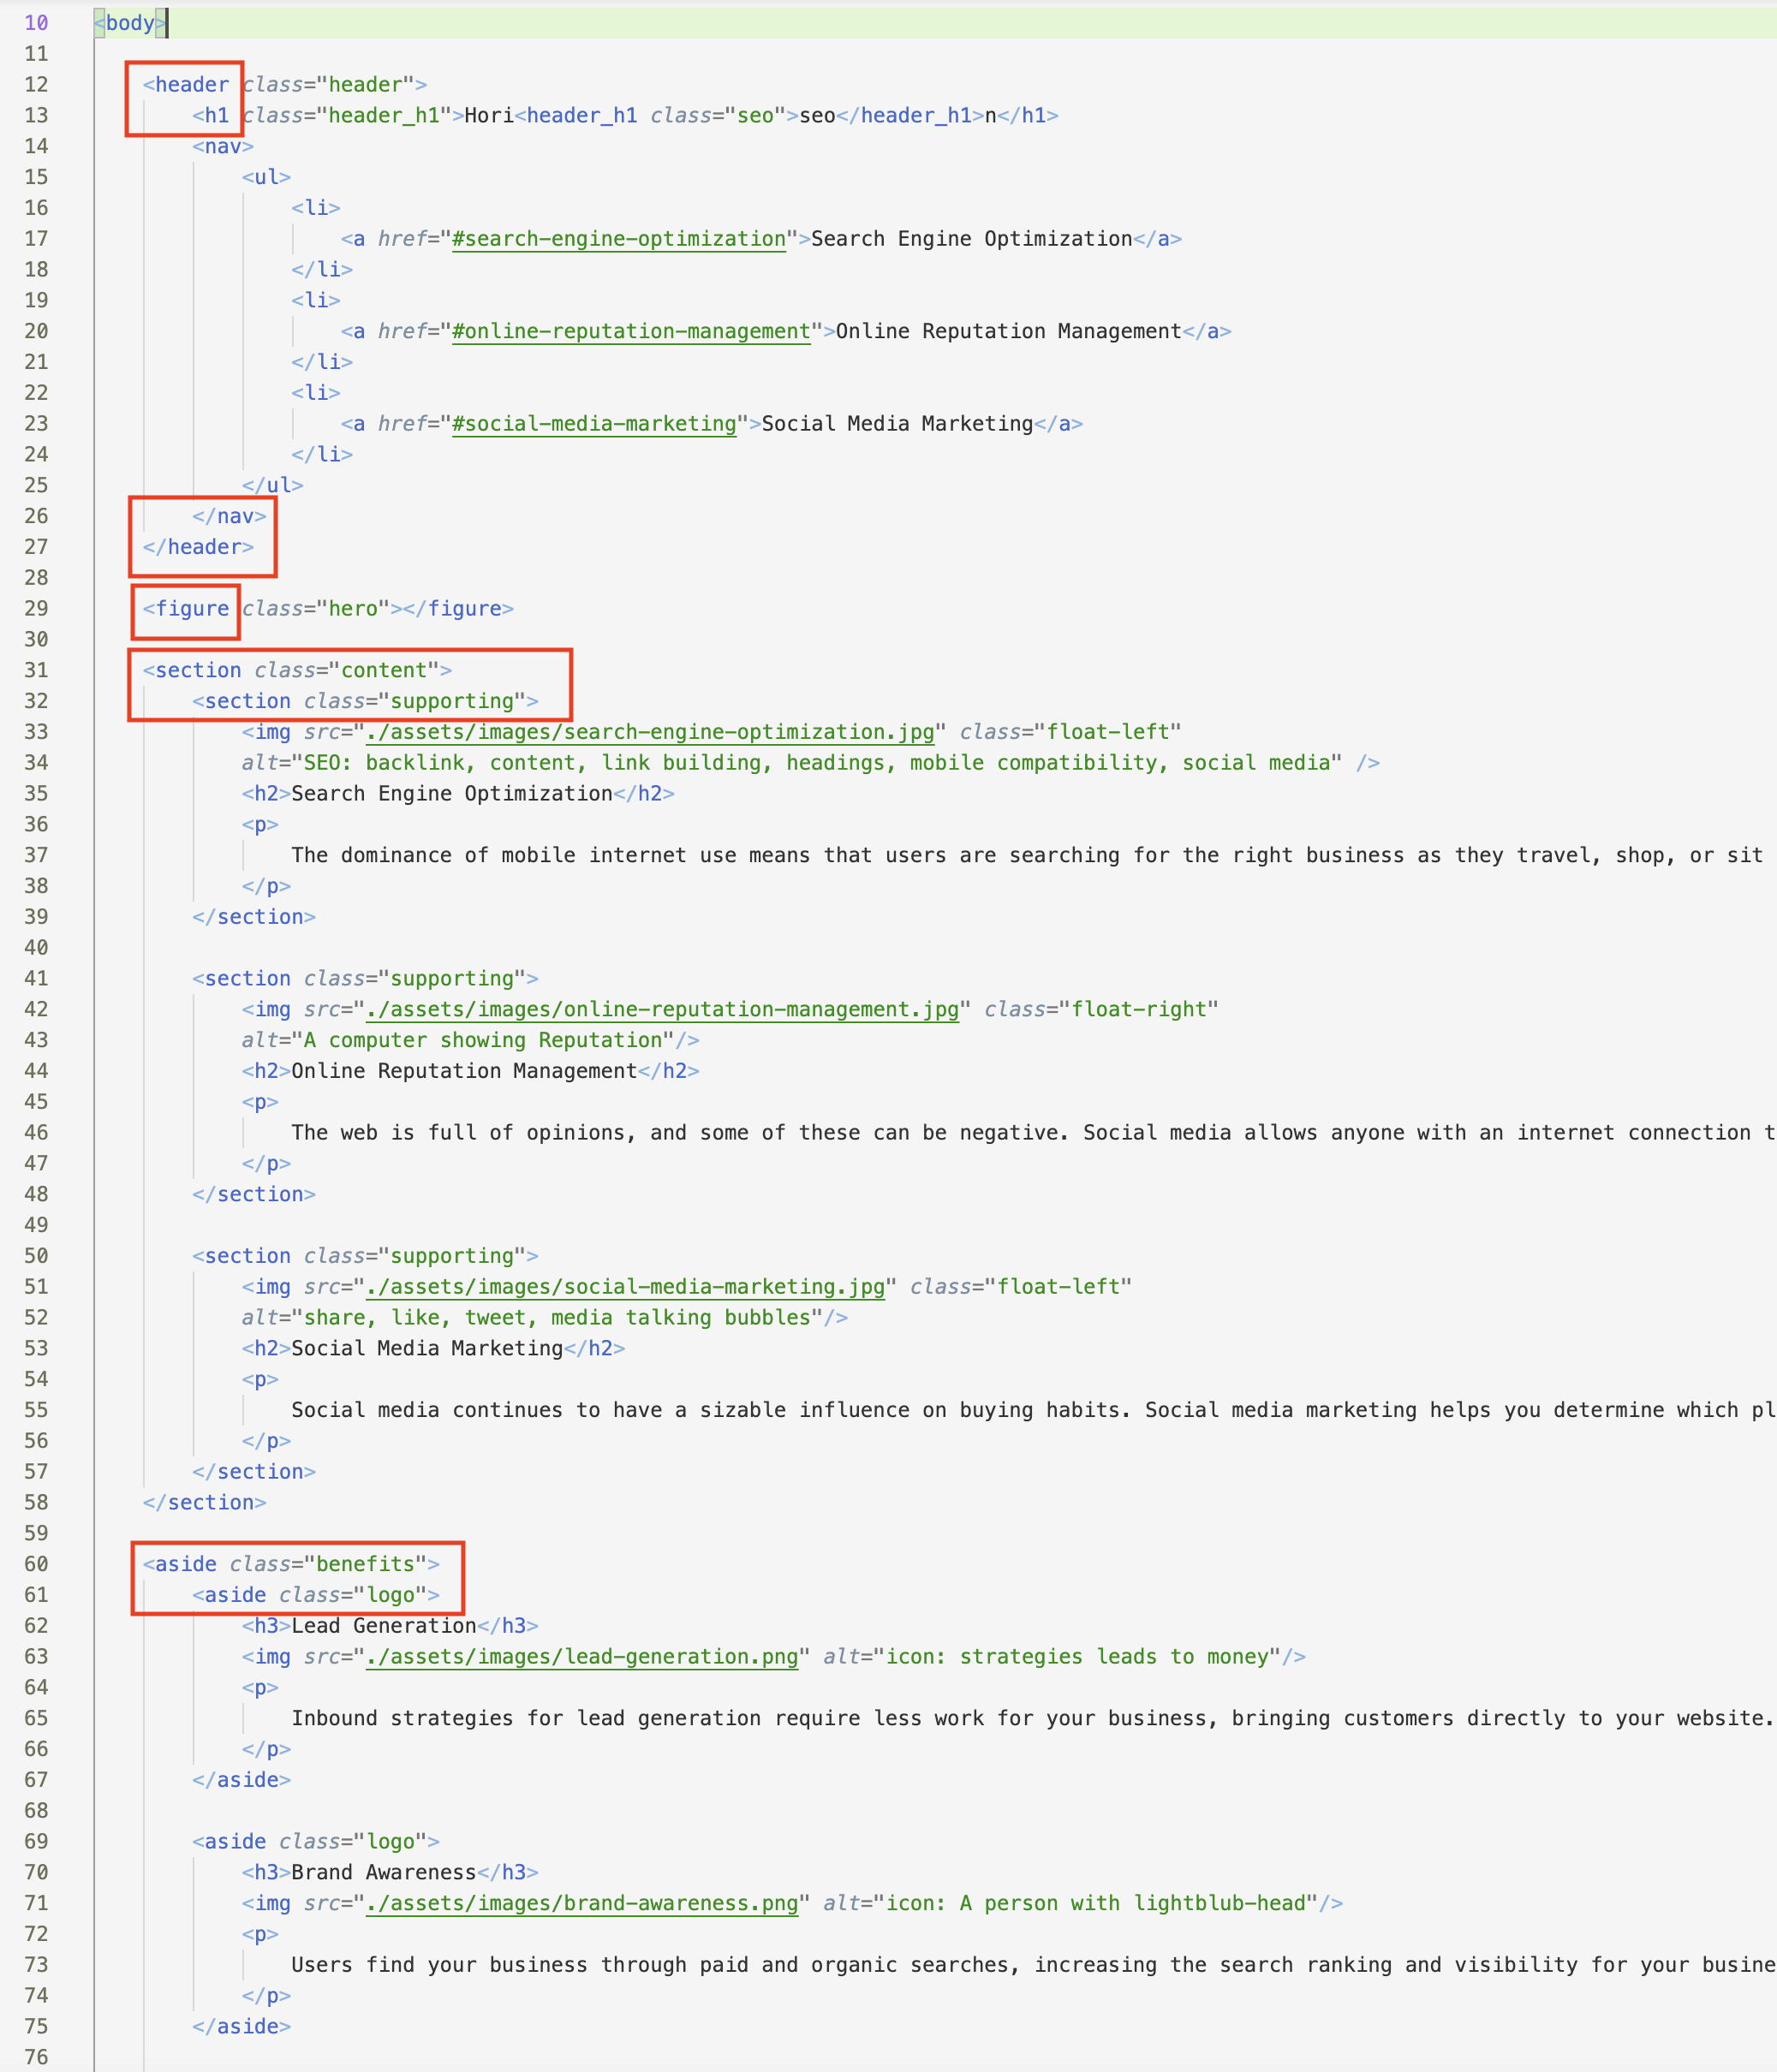 10 <body>
11
12 <header class="header">
13 <h1 class="header_h1">Hori<header_h1 class="seo">seo</header_h1>n</h1>
14 <nav>
15 <ul>
16 <li>
17 <a href="#search-engine-optimization">Search Engine Optimization</a>
18 </li>
19 <li>
20 <a href="#online-reputation-management">Online Reputation Management</a>
21 </li>
22 <li>
23 <a href="#social-media-marketing">Social Media Marketing</a>
24 </li>
25 </ul>
26 </nav>
27 </header>
28
29 <figure class="hero"></figure>
30
31 <section class="content">
32 <section class="supporting">
33 <img src="./assets/images/search-engine-optimization.jpg" class="float-left"
34 alt="SEO: backlink, content, link building, headings, mobile compatibility, social media" />
35 <h2>Search Engine Optimization</h2>
36 <p>
37 The dominance of mobile internet use means that users are searching for the right business as they travel, shop, or sit
38 </p>
39 </section>
40
41 <section class="supporting">
42 <img src="./assets/images/online-reputation-management.jpg" class="float-right"
43 alt="A computer showing Reputation"/>
44 <h2>Online Reputation Management</h2>
45 <p>
46 The web is full of opinions, and some of these can be negative. Social media allows anyone with an internet connection t
47 </p>
48 </section>
49
50 <section class="supporting">
51 <img src="./assets/images/social-media-marketing.jpg" class="float-left"
52 alt="share, like, tweet, media talking bubbles"/>
53 <h2>Social Media Marketing</h2>
54 <p>
55 Social media continues to have a sizable influence on buying habits. Social media marketing helps you determine which pl
56 </p>
57 </section>
58 </section>
59
60 <aside class="benefits">
61 <aside class="logo">
62 <h3>Lead Generation</h3>
63 <img src="./assets/images/lead-generation.png" alt="icon: strategies leads to money"/>
64 <p>
65 Inbound strategies for lead generation require less work for your business, bringing customers directly to your website.
66 </p>
67 </aside>
68
69 <aside class="logo">
70 <h3>Brand Awareness</h3>
71 <img src="./assets/images/brand-awareness.png" alt="icon: A person with lightblub-head"/>
72 <p>
73 Users find your business through paid and organic searches, increasing the search ranking and visibility for your busine
74 </p>
75 </aside>
76